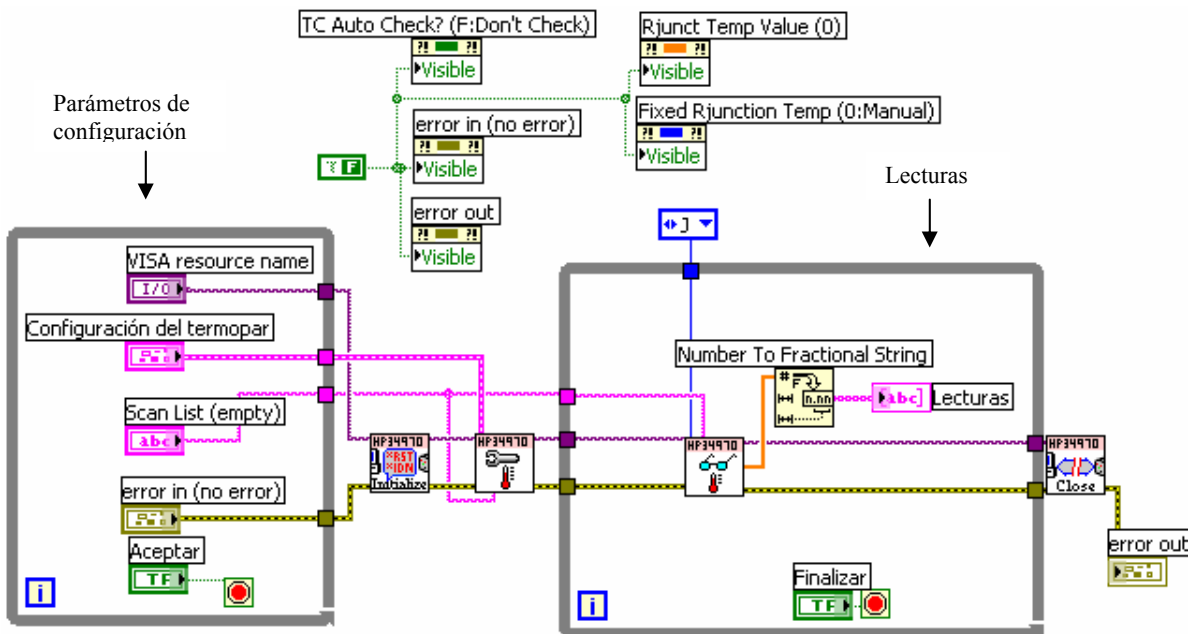 TC Auto Check? (F:Don't Check)
?! ?!
Visible
Rjunct Temp Value (0)
?! ?!
Visible
Parámetros de
configuración
error in (no error)
?! ?!
Visible
Fixed Rjunction Temp (0:Manual)
?! ?!
Visible
F
error out
?! ?!
Visible
Lecturas
J
VISA resource name
I/O
Configuración del termopar
Scan List (empty)
abc
error in (no error)
Aceptar
TF
i
HP34970
*RST
*IDN
Initialize
HP34970
Number To Fractional String
#
F
n.nn
[abc]
Lecturas
HP34970
Finalizar
TF
i
HP34970
Close
error out